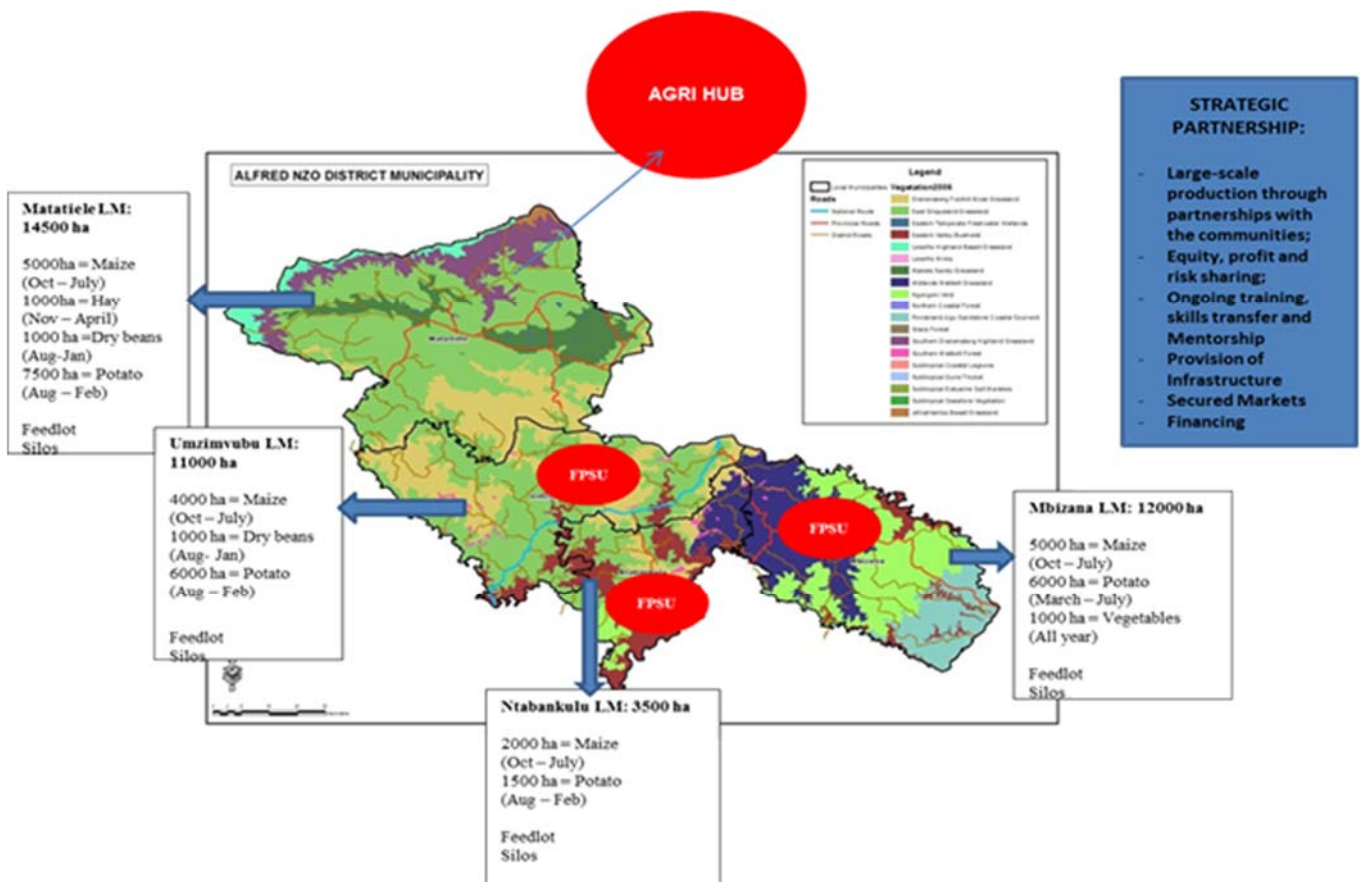 AGRI HUB
STRATEGIC
PARTNERSHIP:
- Large-scale
production through
partnerships with
the communities;
- Equity, profit and
risk sharing;
- Ongoing training,
skills transfer and
Mentorship
- Provision of
Infrastructure
- Secured Markets
- Financing
ALFRED NZO DISTRICT MUNICIPALITY
Legend
Local Municipalities
Roads
National Route
Provincial Roads
District Roads
Vegetation2006
Matatiele LM:
14500 ha
5000ha = Maize
(Oct – July)
1000ha = Hay
(Nov – April)
1000 ha =Dry beans
(Aug-Jan)
7500 ha = Potato
(Aug – Feb)
Feedlot
Silos
Umzimvubu LM:
11000 ha
4000 ha = Maize
(Oct – July)
1000 ha = Dry beans
(Aug- Jan)
6000 ha = Potato
(Aug – Feb)
Feedlot
Silos
FPSU
FPSU
FPSU
Mbizana LM: 12000 ha
5000 ha = Maize
(Oct – July)
6000 ha = Potato
(March – July)
1000 ha = Vegetables
(All year)
Feedlot
Silos
Ntabankulu LM: 3500 ha
2000 ha = Maize
(Oct – July)
1500 ha = Potato
(Aug – Feb)
Feedlot
Silos